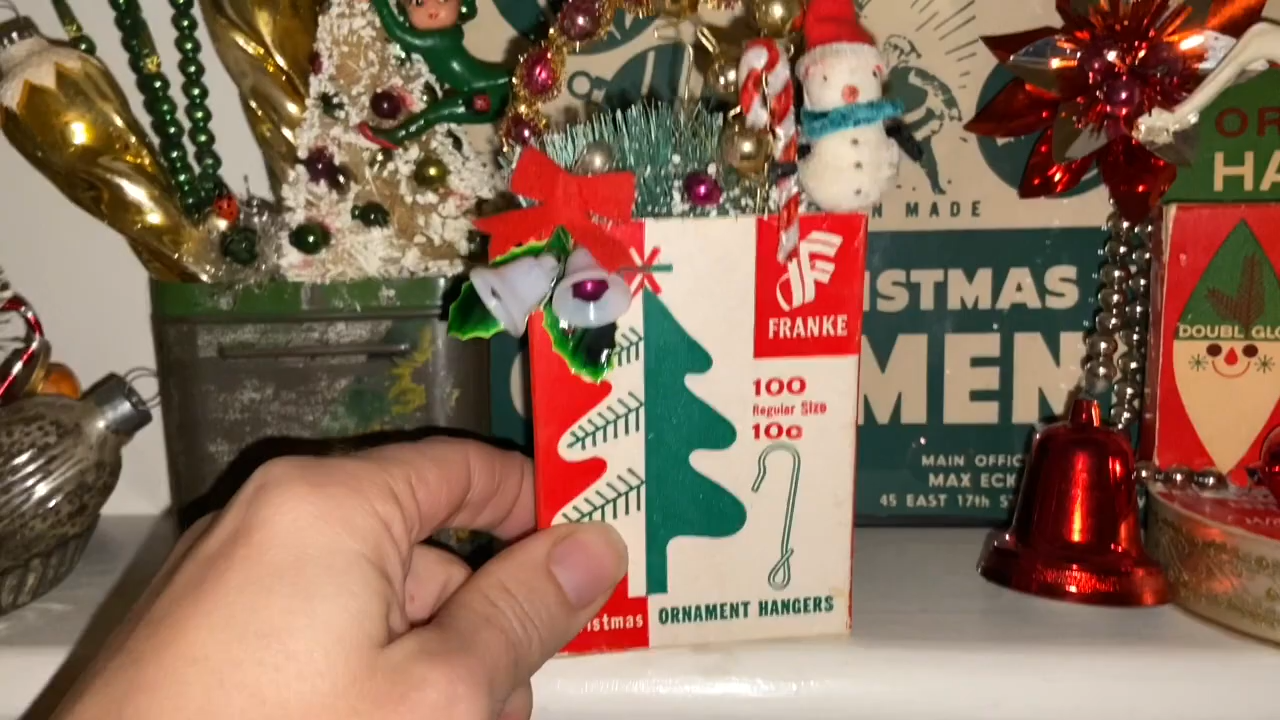 FRANKE
100
Regular Size
10¢
istmas
ORNAMENT HANGERS
N MADE
ISTMAS
MEN
MAIN OFFIC
MAX ECK
45 EAST 17th S
OR
HA
DOUBL GLO